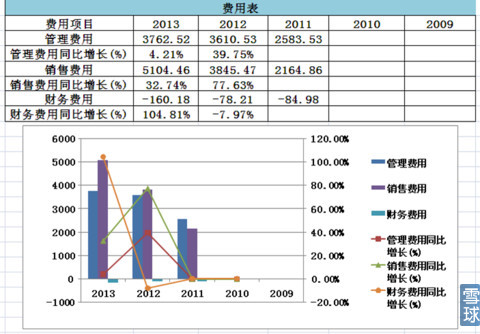 费用表
费用项目 2013 2012 2011 2010 2009
管理费用 3762.52 3610.53 2583.53
管理费用同比增长(%) 4.21% 39.75%
销售费用 5104.46 3845.47 2164.86
销售费用同比增长(%) 32.74% 77.63%
财务费用 -160.18 -78.21 -84.98
财务费用同比增长(%) 104.81% -7.97%
6000 120.00%
5000 100.00%
4000 80.00%
3000 60.00%
2000 40.00%
1000 20.00%
0 0.00%
-1000 -20.00%
2013 2012 2011 2010 2009
管理费用
销售费用
财务费用
管理费用同比
增长(%)
销售费用同比
增长(%)
财务费用同比
增长(%)
雪球